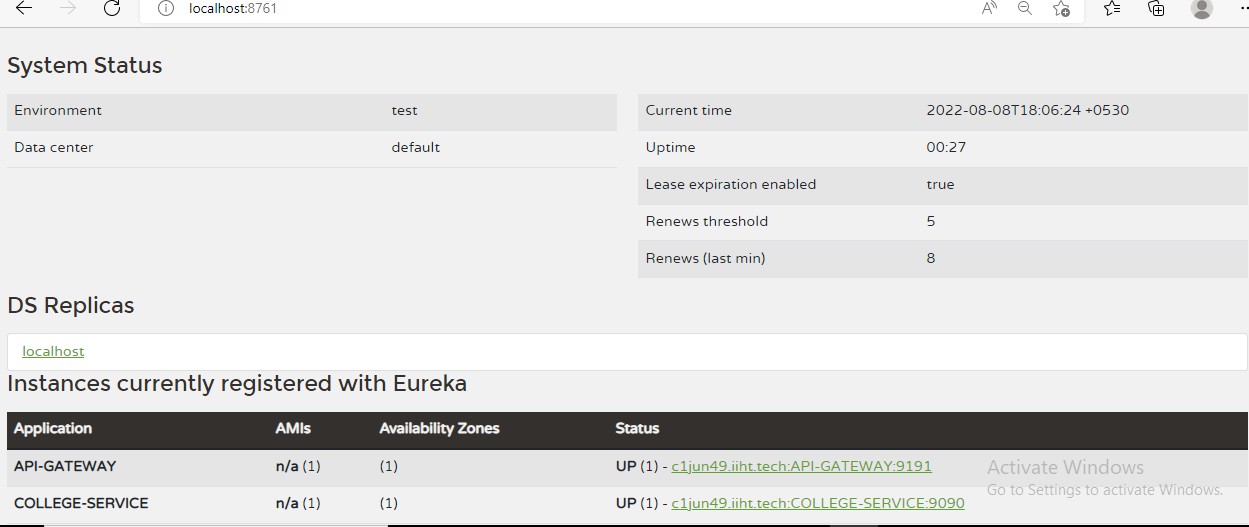 localhost:8761
System Status
Environment test
Data center default
Current time 2022-08-08T18:06:24 +0530
Uptime 00:27
Lease expiration enabled true
Renews threshold 5
Renews (last min) 8
DS Replicas
localhost
Instances currently registered with Eureka
Application AMIs Availability Zones Status
API-GATEWAY n/a (1) (1) UP (1) - c1jun49.iiht.tech:API-GATEWAY:9191
COLLEGE-SERVICE n/a (1) (1) UP (1) - c1jun49.iiht.tech:COLLEGE-SERVICE:9090
Activate Windows
Go to Settings to activate Windows.